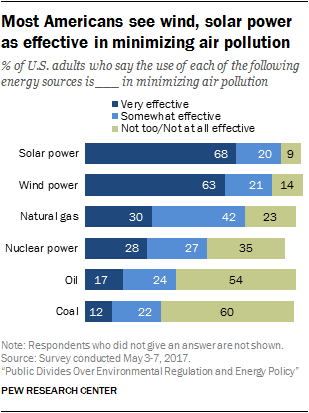 Most Americans see wind, solar power
as effective in minimizing air pollution
% of U.S. adults who say the use of each of the following
energy sources is ____ in minimizing air pollution
Very effective
Somewhat effective
Not too/Not at all effective
Solar power 68 20 9
Wind power 63 21 14
Natural gas 30 42 23
Nuclear power 28 27 35
Oil 17 24 54
Coal 12 22 60
Note: Respondents who did not give an answer are not shown.
Source: Survey conducted May 3-7, 2017.
“Public Divides Over Environmental Regulation and Energy Policy”
PEW RESEARCH CENTER